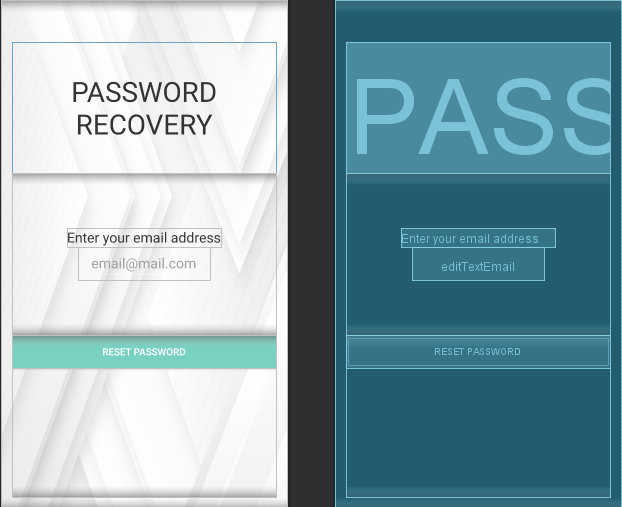 PASSWORD
RECOVERY
Enter your email address
email@mail.com
RESET PASSWORD
PASS
Enter your email address
editTextEmail
RESET PASSWORD